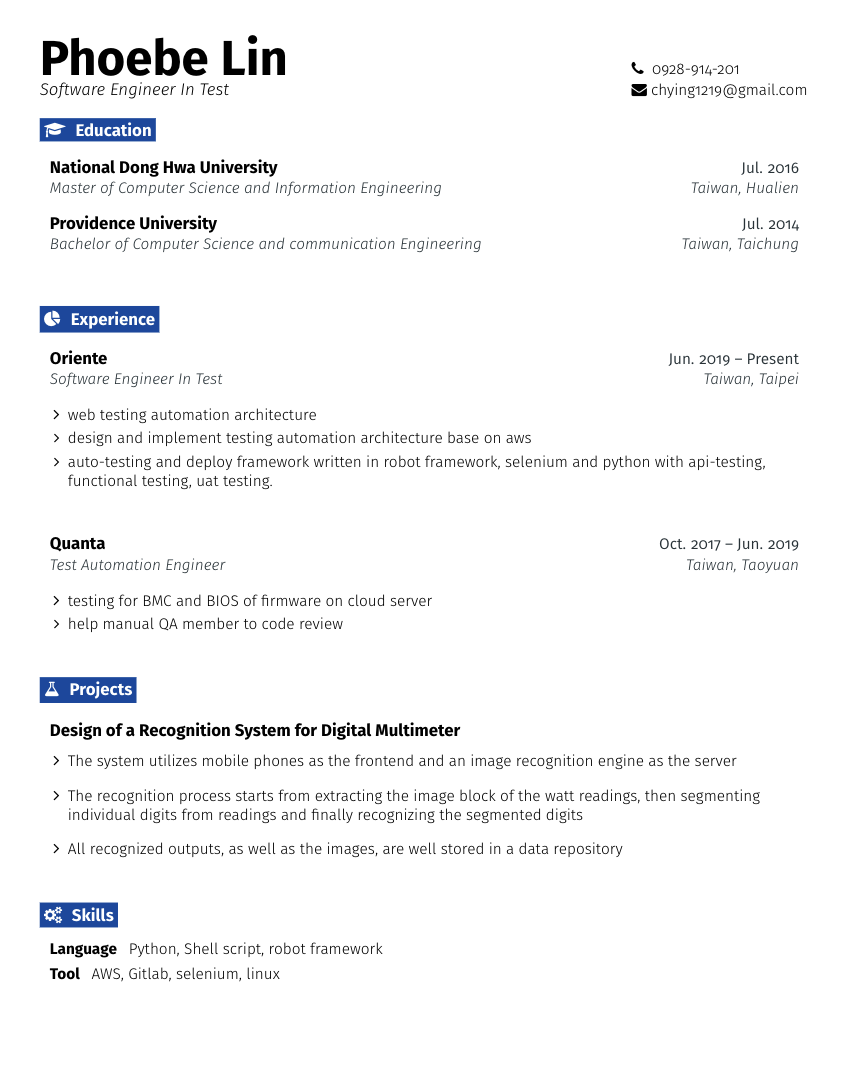 Phoebe Lin
Software Engineer In Test
0928-914-201
chying1219@gmail.com
Education
National Dong Hwa University
Jul. 2016
Master of Computer Science and Information Engineering
Taiwan, Hualien
Providence University
Jul. 2014
Bachelor of Computer Science and communication Engineering
Taiwan, Taichung
Experience
Oriente
Jun. 2019 – Present
Software Engineer In Test
Taiwan, Taipei
web testing automation architecture
design and implement testing automation architecture base on aws
auto-testing and deploy framework written in robot framework, selenium and python with api-testing,
functional testing, uat testing.
Quanta
Oct. 2017 – Jun. 2019
Test Automation Engineer
Taiwan, Taoyuan
testing for BMC and BIOS of firmware on cloud server
help manual QA member to code review
Projects
Design of a Recognition System for Digital Multimeter
The system utilizes mobile phones as the frontend and an image recognition engine as the server
The recognition process starts from extracting the image block of the watt readings, then segmenting
individual digits from readings and finally recognizing the segmented digits
All recognized outputs, as well as the images, are well stored in a data repository
Skills
Language Python, Shell script, robot framework
Tool AWS, Gitlab, selenium, linux